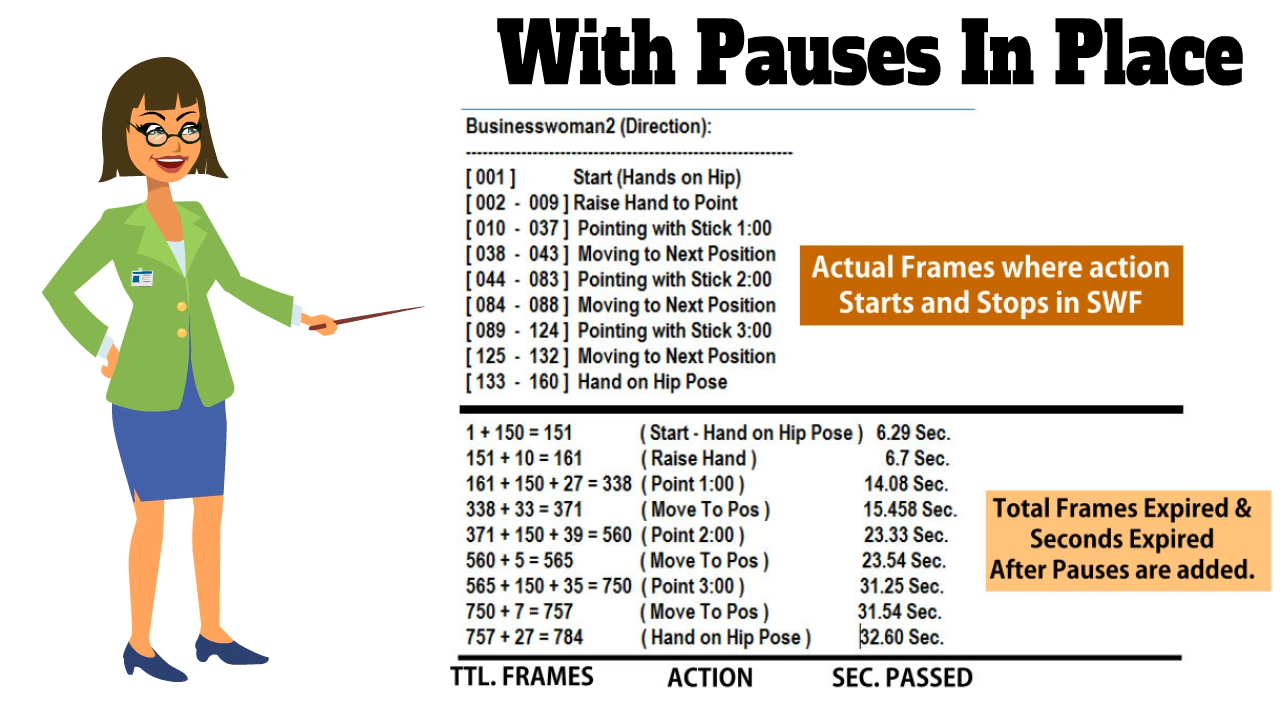 With Pauses In Place
Businesswoman2 (Direction):
-----------------------------------------------------------
[ 001 ] Start (Hands on Hip)
[ 002 - 009 ] Raise Hand to Point
[ 010 - 037 ] Pointing with Stick 1:00
[ 038 - 043 ] Moving to Next Position
[ 044 - 083 ] Pointing with Stick 2:00
[ 084 - 088 ] Moving to Next Position
[ 089 - 124 ] Pointing with Stick 3:00
[ 125 - 132 ] Moving to Next Position
[ 133 - 160 ] Hand on Hip Pose
Actual Frames where action
Starts and Stops in SWF
1 + 150 = 151 ( Start - Hand on Hip Pose ) 6.29 Sec.
151 + 10 = 161 ( Raise Hand ) 6.7 Sec.
161 + 150 + 27 = 338 ( Point 1:00 ) 14.08 Sec.
338 + 33 = 371 ( Move To Pos ) 15.458 Sec.
371 + 150 + 39 = 560 ( Point 2:00 ) 23.33 Sec.
560 + 5 = 565 ( Move To Pos ) 23.54 Sec.
565 + 150 + 35 = 750 ( Point 3:00 ) 31.25 Sec.
750 + 7 = 757 ( Move To Pos ) 31.54 Sec.
757 + 27 = 784 ( Hand on Hip Pose ) 32.60 Sec.
Total Frames Expired &
Seconds Expired
After Pauses are added.
TTL. FRAMES ACTION SEC. PASSED